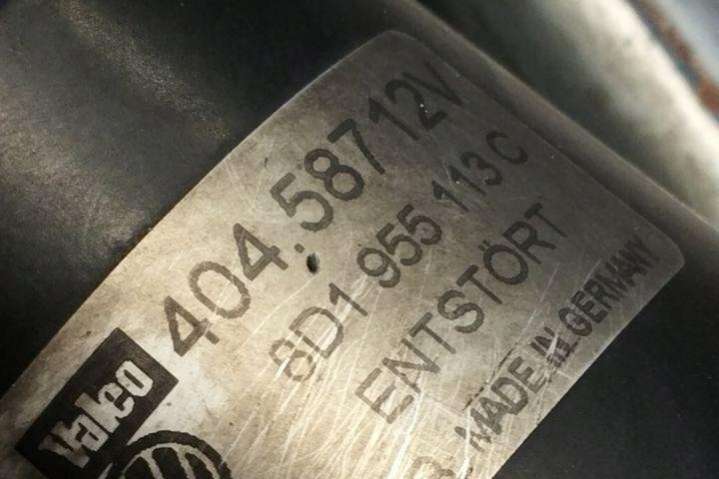 Valeo
404.587 12V
8D1 955 113 C
ENTSTÖRT
MADE IN GERMANY